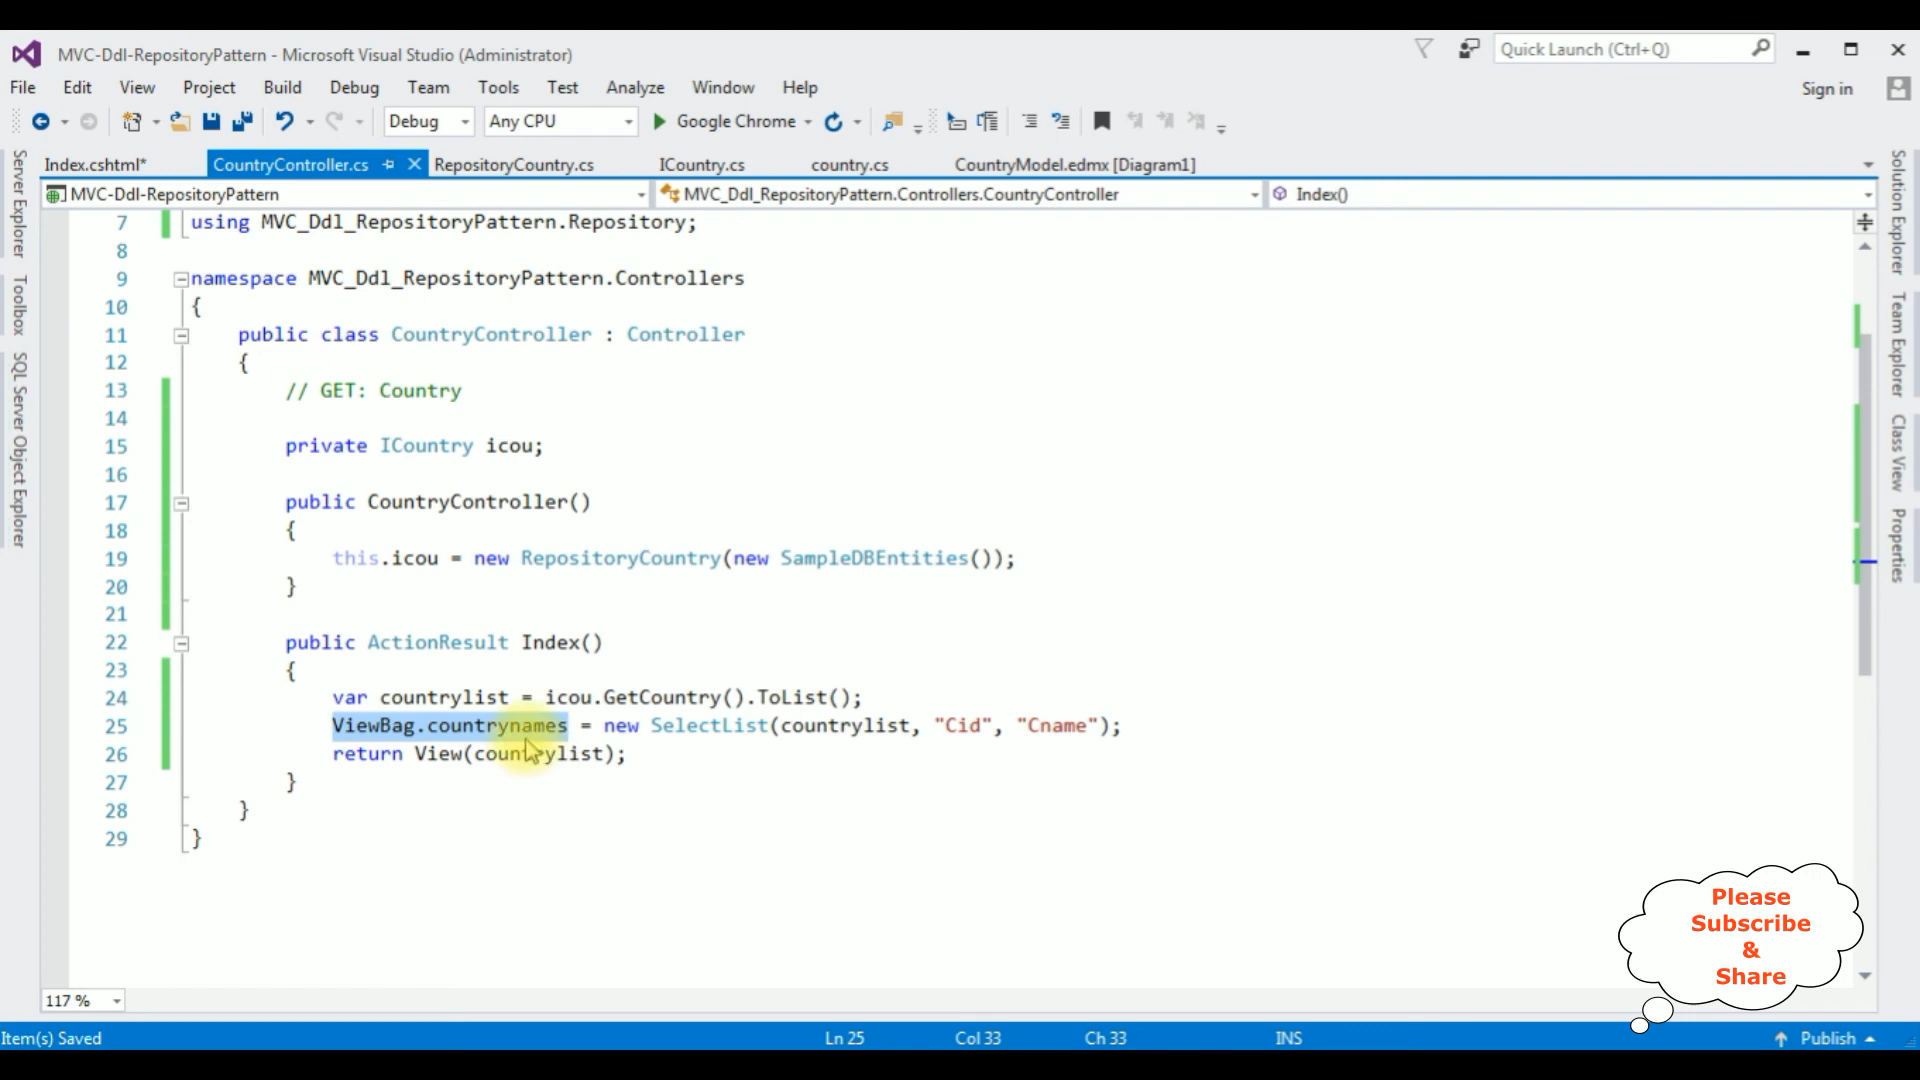 MVC-Ddl-RepositoryPattern - Microsoft Visual Studio (Administrator)
Quick Launch (Ctrl+Q)
File Edit View Project Build Debug Team Tools Test Analyze Window Help
Sign in
Debug Any CPU Google Chrome
Index.cshtml* CountryController.cs RepositoryCountry.cs ICountry.cs country.cs CountryModel.edmx [Diagram1]
MVC-Ddl-RepositoryPattern MVC_Ddl_RepositoryPattern.Controllers.CountryController Index()
Server Explorer
Toolbox
SQL Server Object Explorer
7 using MVC_Ddl_RepositoryPattern.Repository;
8
9 namespace MVC_Ddl_RepositoryPattern.Controllers
10 {
11 public class CountryController : Controller
12 {
13 // GET: Country
14
15 private ICountry icou;
16
17 public CountryController()
18 {
19 this.icou = new RepositoryCountry(new SampleDBEntities());
20 }
21
22 public ActionResult Index()
23 {
24 var countrylist = icou.GetCountry().ToList();
25 ViewBag.countrynames = new SelectList(countrylist, "Cid", "Cname");
26 return View(countrylist);
27 }
28 }
29 }
Solution Explorer
Team Explorer
Class View
Properties
Please
Subscribe
&
Share
117 %
Item(s) Saved Ln 25 Col 33 Ch 33 INS Publish